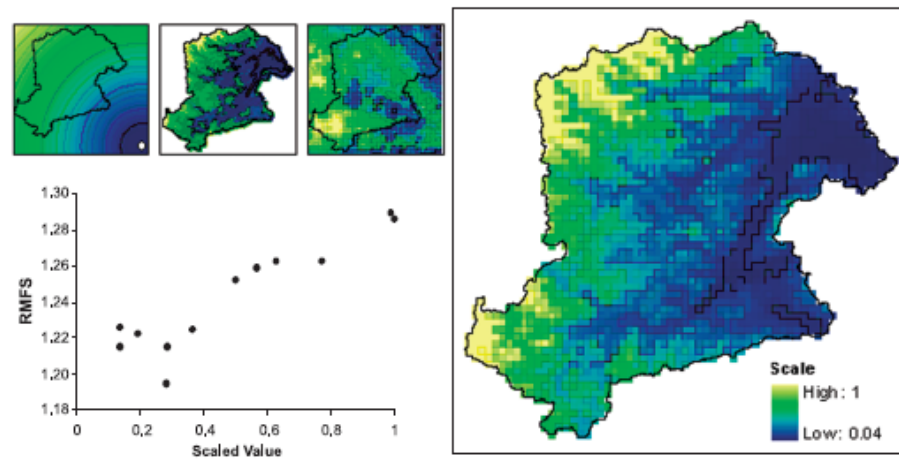 1,30
1,28
1,26
1,24
1,22
1,20
1,18
RMFS
0
0,2
0,4
0,6
0,8
1
Scaled Value
Scale
High: 1
Low: 0.04